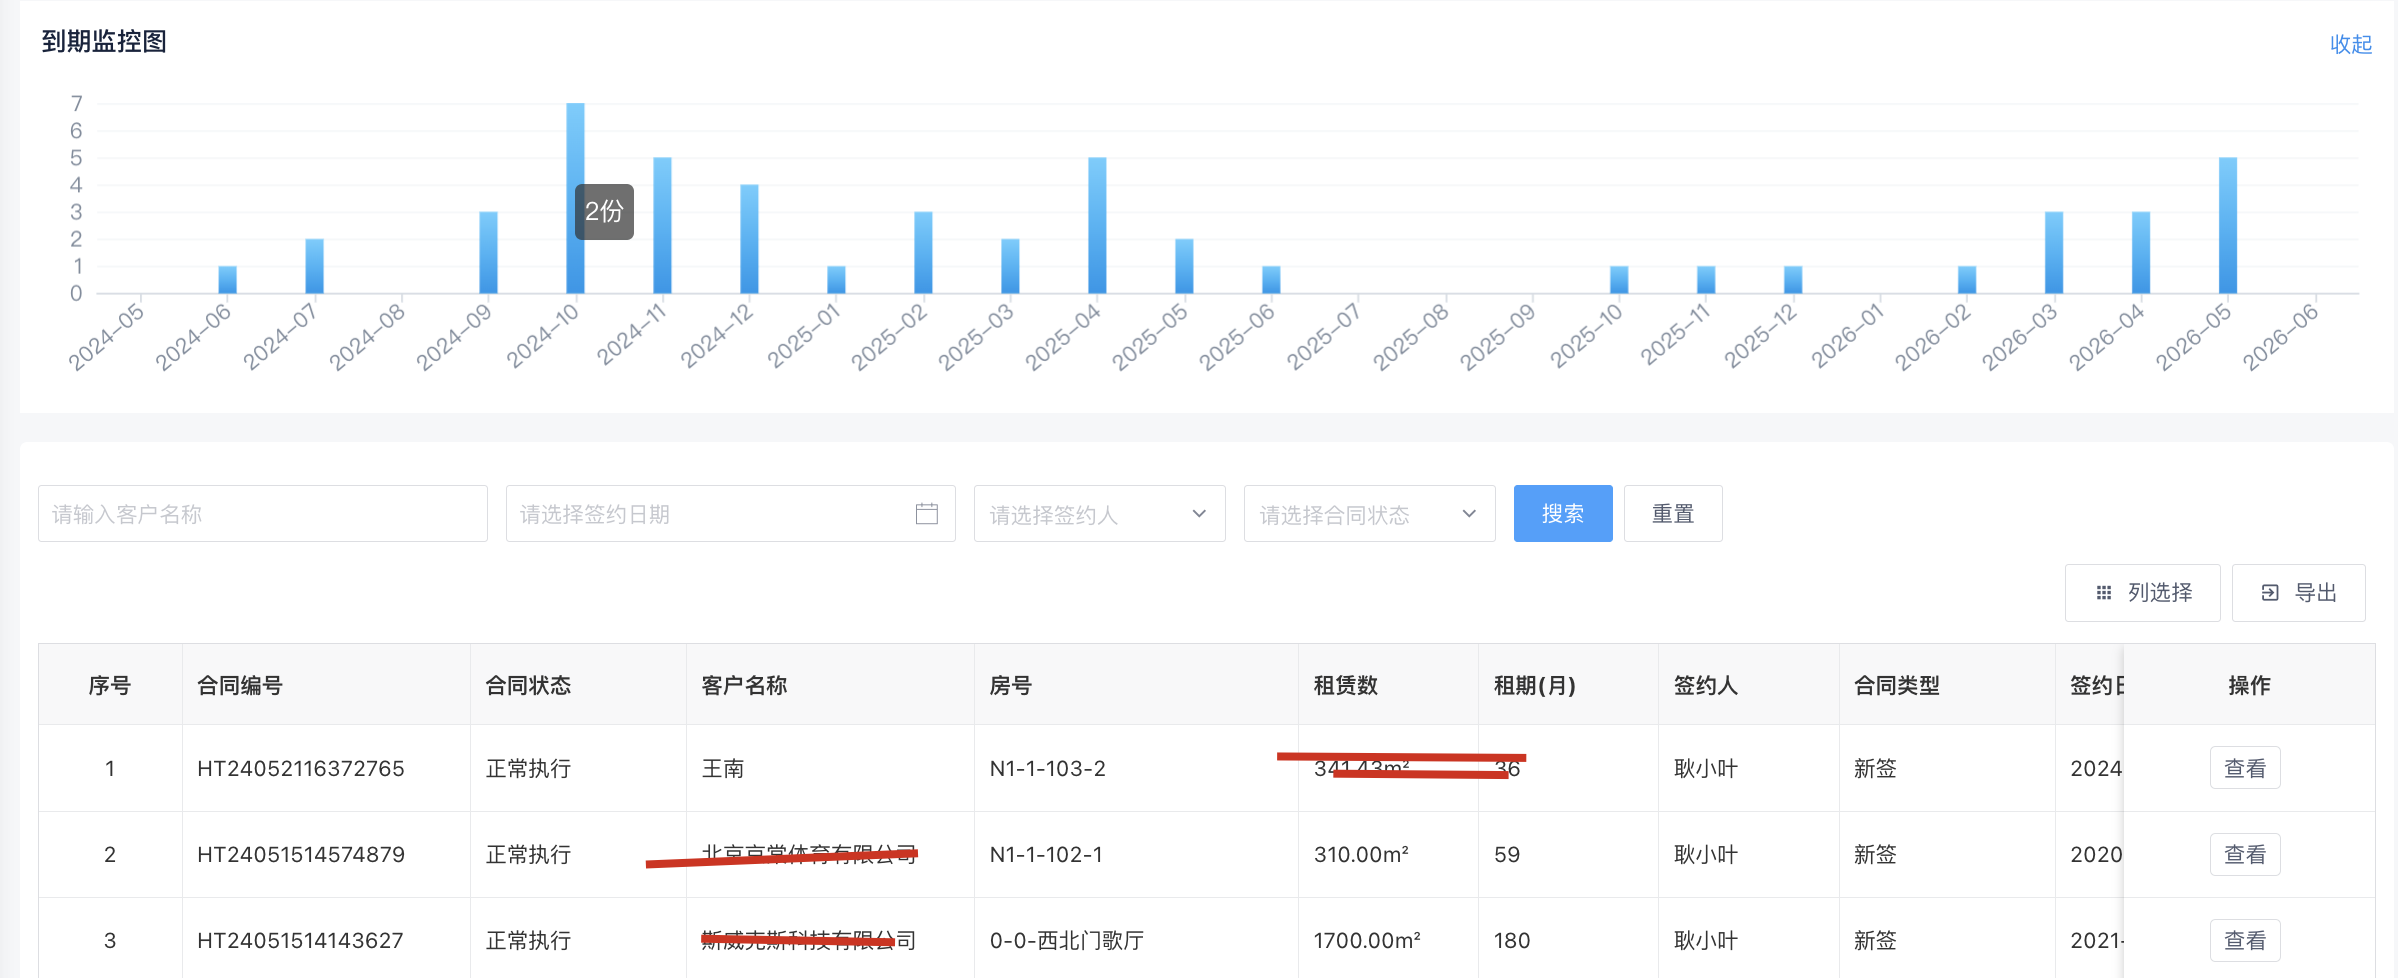 到期监控图
收起
7
6
5
4
3
2
1
0
2份
2024-05 2024-06 2024-07 2024-08 2024-09 2024-10 2024-11 2024-12 2025-01 2025-02 2025-03 2025-04 2025-05 2025-06 2025-07 2025-08 2025-09 2025-10 2025-11 2025-12 2026-01 2026-02 2026-03 2026-04 2026-05 2026-06
请输入客户名称 请选择签约日期 请选择签约人 请选择合同状态 搜索 重置
列选择 导出
序号 合同编号 合同状态 客户名称 房号 租赁数 租期(月) 签约人 合同类型 签约日 操作
1 HT24052116372765 正常执行 王南 N1-1-103-2 341.43m² 36 耿小叶 新签 2024 查看
2 HT24051514574879 正常执行 N1-1-102-1 310.00m² 59 耿小叶 新签 2020 查看
3 HT24051514143627 正常执行 0-0-西北门歌厅 1700.00m² 180 耿小叶 新签 2021- 查看